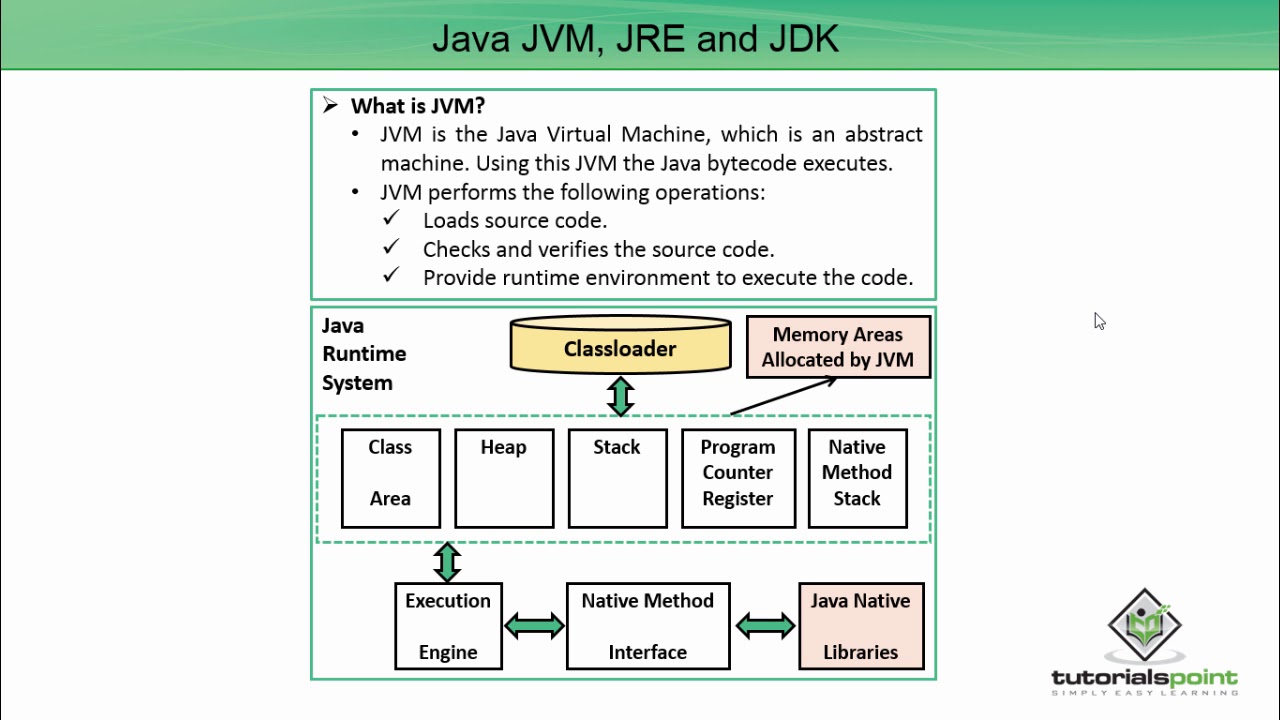 Java JVM, JRE and JDK
➢ What is JVM?
• JVM is the Java Virtual Machine, which is an abstract
machine. Using this JVM the Java bytecode executes.
• JVM performs the following operations:
✓ Loads source code.
✓ Checks and verifies the source code.
✓ Provide runtime environment to execute the code.
Java
Runtime
System
Classloader
Memory Areas
Allocated by JVM
Class
Area
Heap
Stack
Program
Counter
Register
Native
Method
Stack
Execution
Engine
Native Method
Interface
Java Native
Libraries
tutorialspoint
SIMPLY EASY LEARNING